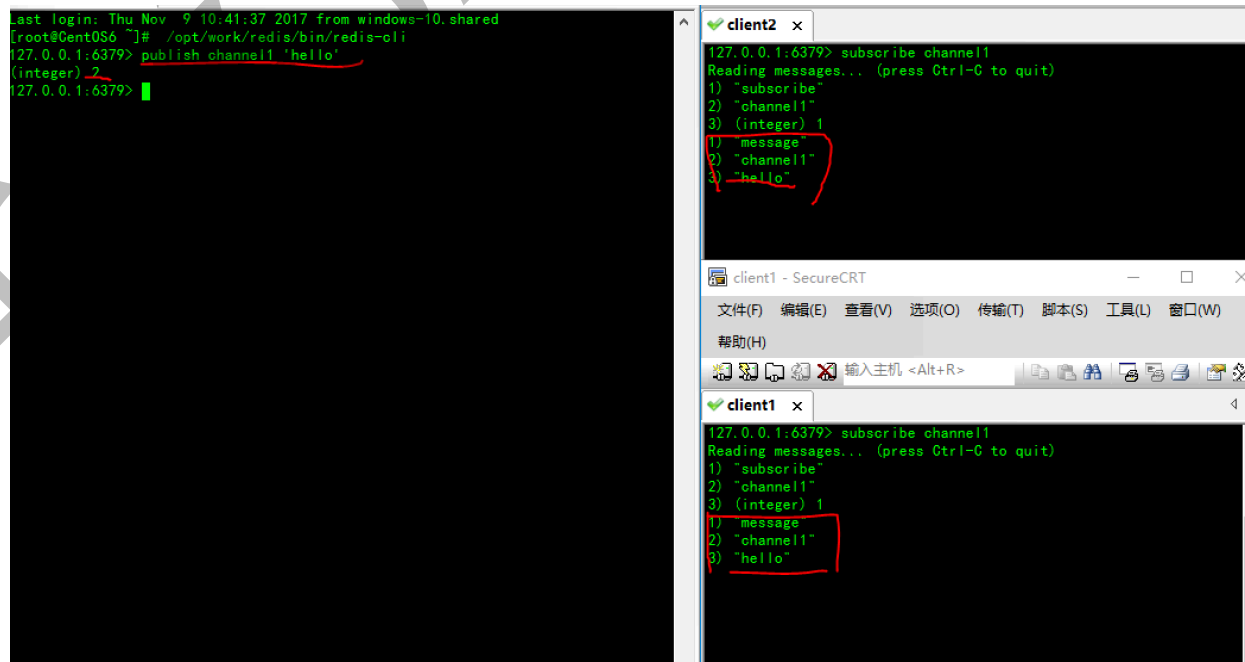 Last login: Thu Nov  9 10:41:37 2017 from windows-10.shared
[root@CentOS6 ~]#  /opt/work/redis/bin/redis-cli
127.0.0.1:6379> publish channel1 'hello'
(integer) 2
127.0.0.1:6379>
client2 x
127.0.0.1:6379> subscribe channel1
Reading messages... (press Ctrl-C to quit)
1) "subscribe"
2) "channel1"
3) (integer) 1
1) "message"
2) "channel1"
3) "hello"
client1 - SecureCRT
文件(F) 编辑(E) 查看(V) 选项(O) 传输(T) 脚本(S) 工具(L) 窗口(W)
帮助(H)
输入主机 <Alt+R>
client1 x
127.0.0.1:6379> subscribe channel1
Reading messages... (press Ctrl-C to quit)
1) "subscribe"
2) "channel1"
3) (integer) 1
1) "message"
2) "channel1"
3) "hello"